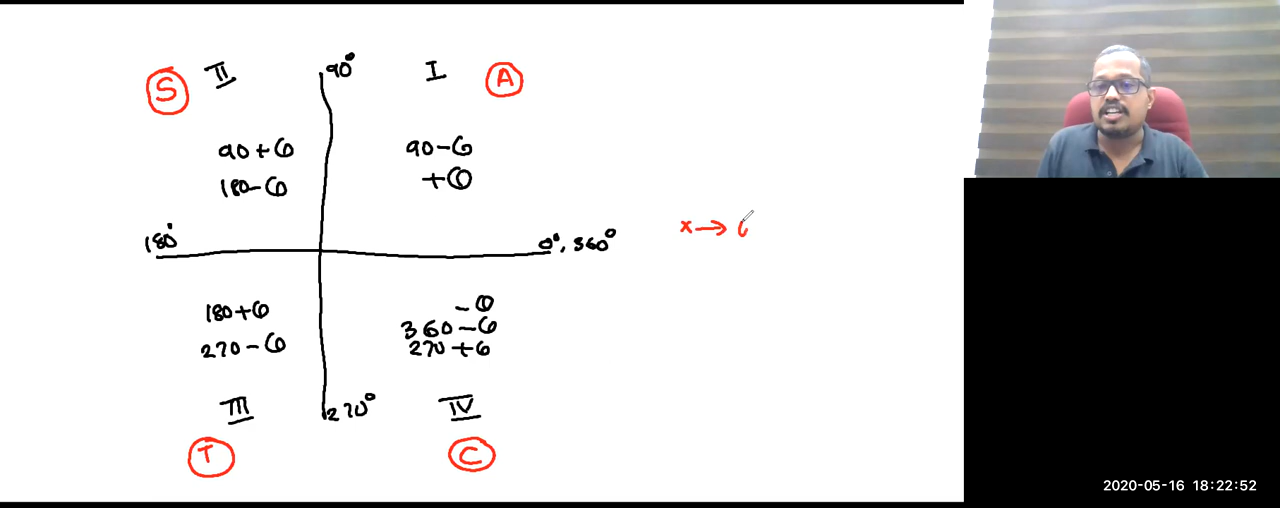 S II 90° I A
90+θ 90-θ
180-θ +θ
180° 0°, 360°
x→
180+θ -θ
360-θ
270-θ 270+θ
III 270° IV
T C
2020-05-16 18:22:52